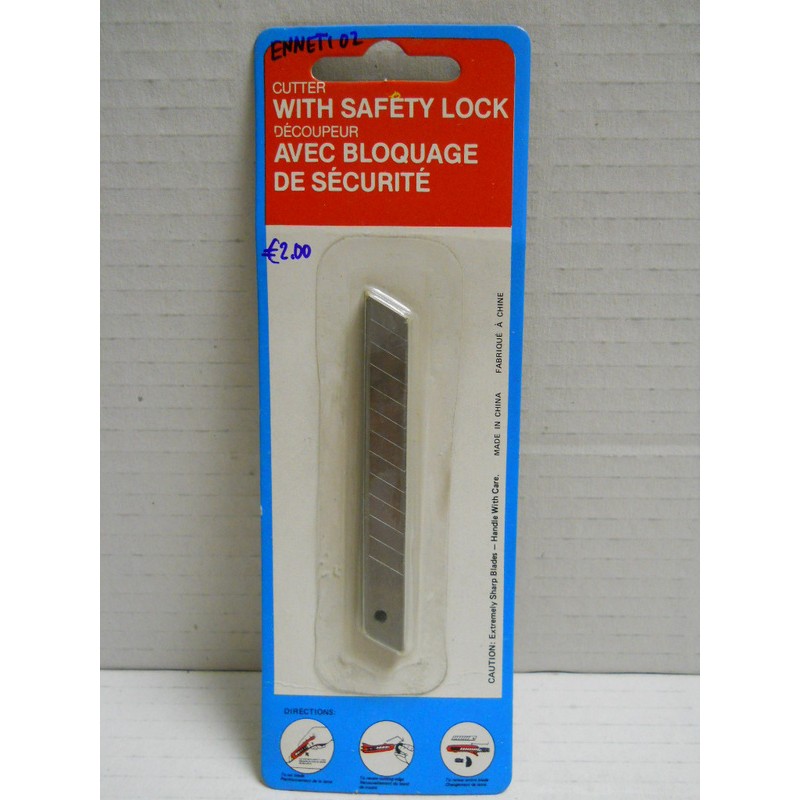 ENNETI 02
CUTTER
WITH SAFETY LOCK
DÉCOUPEUR
AVEC BLOQUAGE
DE SÉCURITÉ
€2.00
CAUTION: Extremely Sharp Blades – Handle With Care. MADE IN CHINA FABRIQUÉ À CHINE
DIRECTIONS: